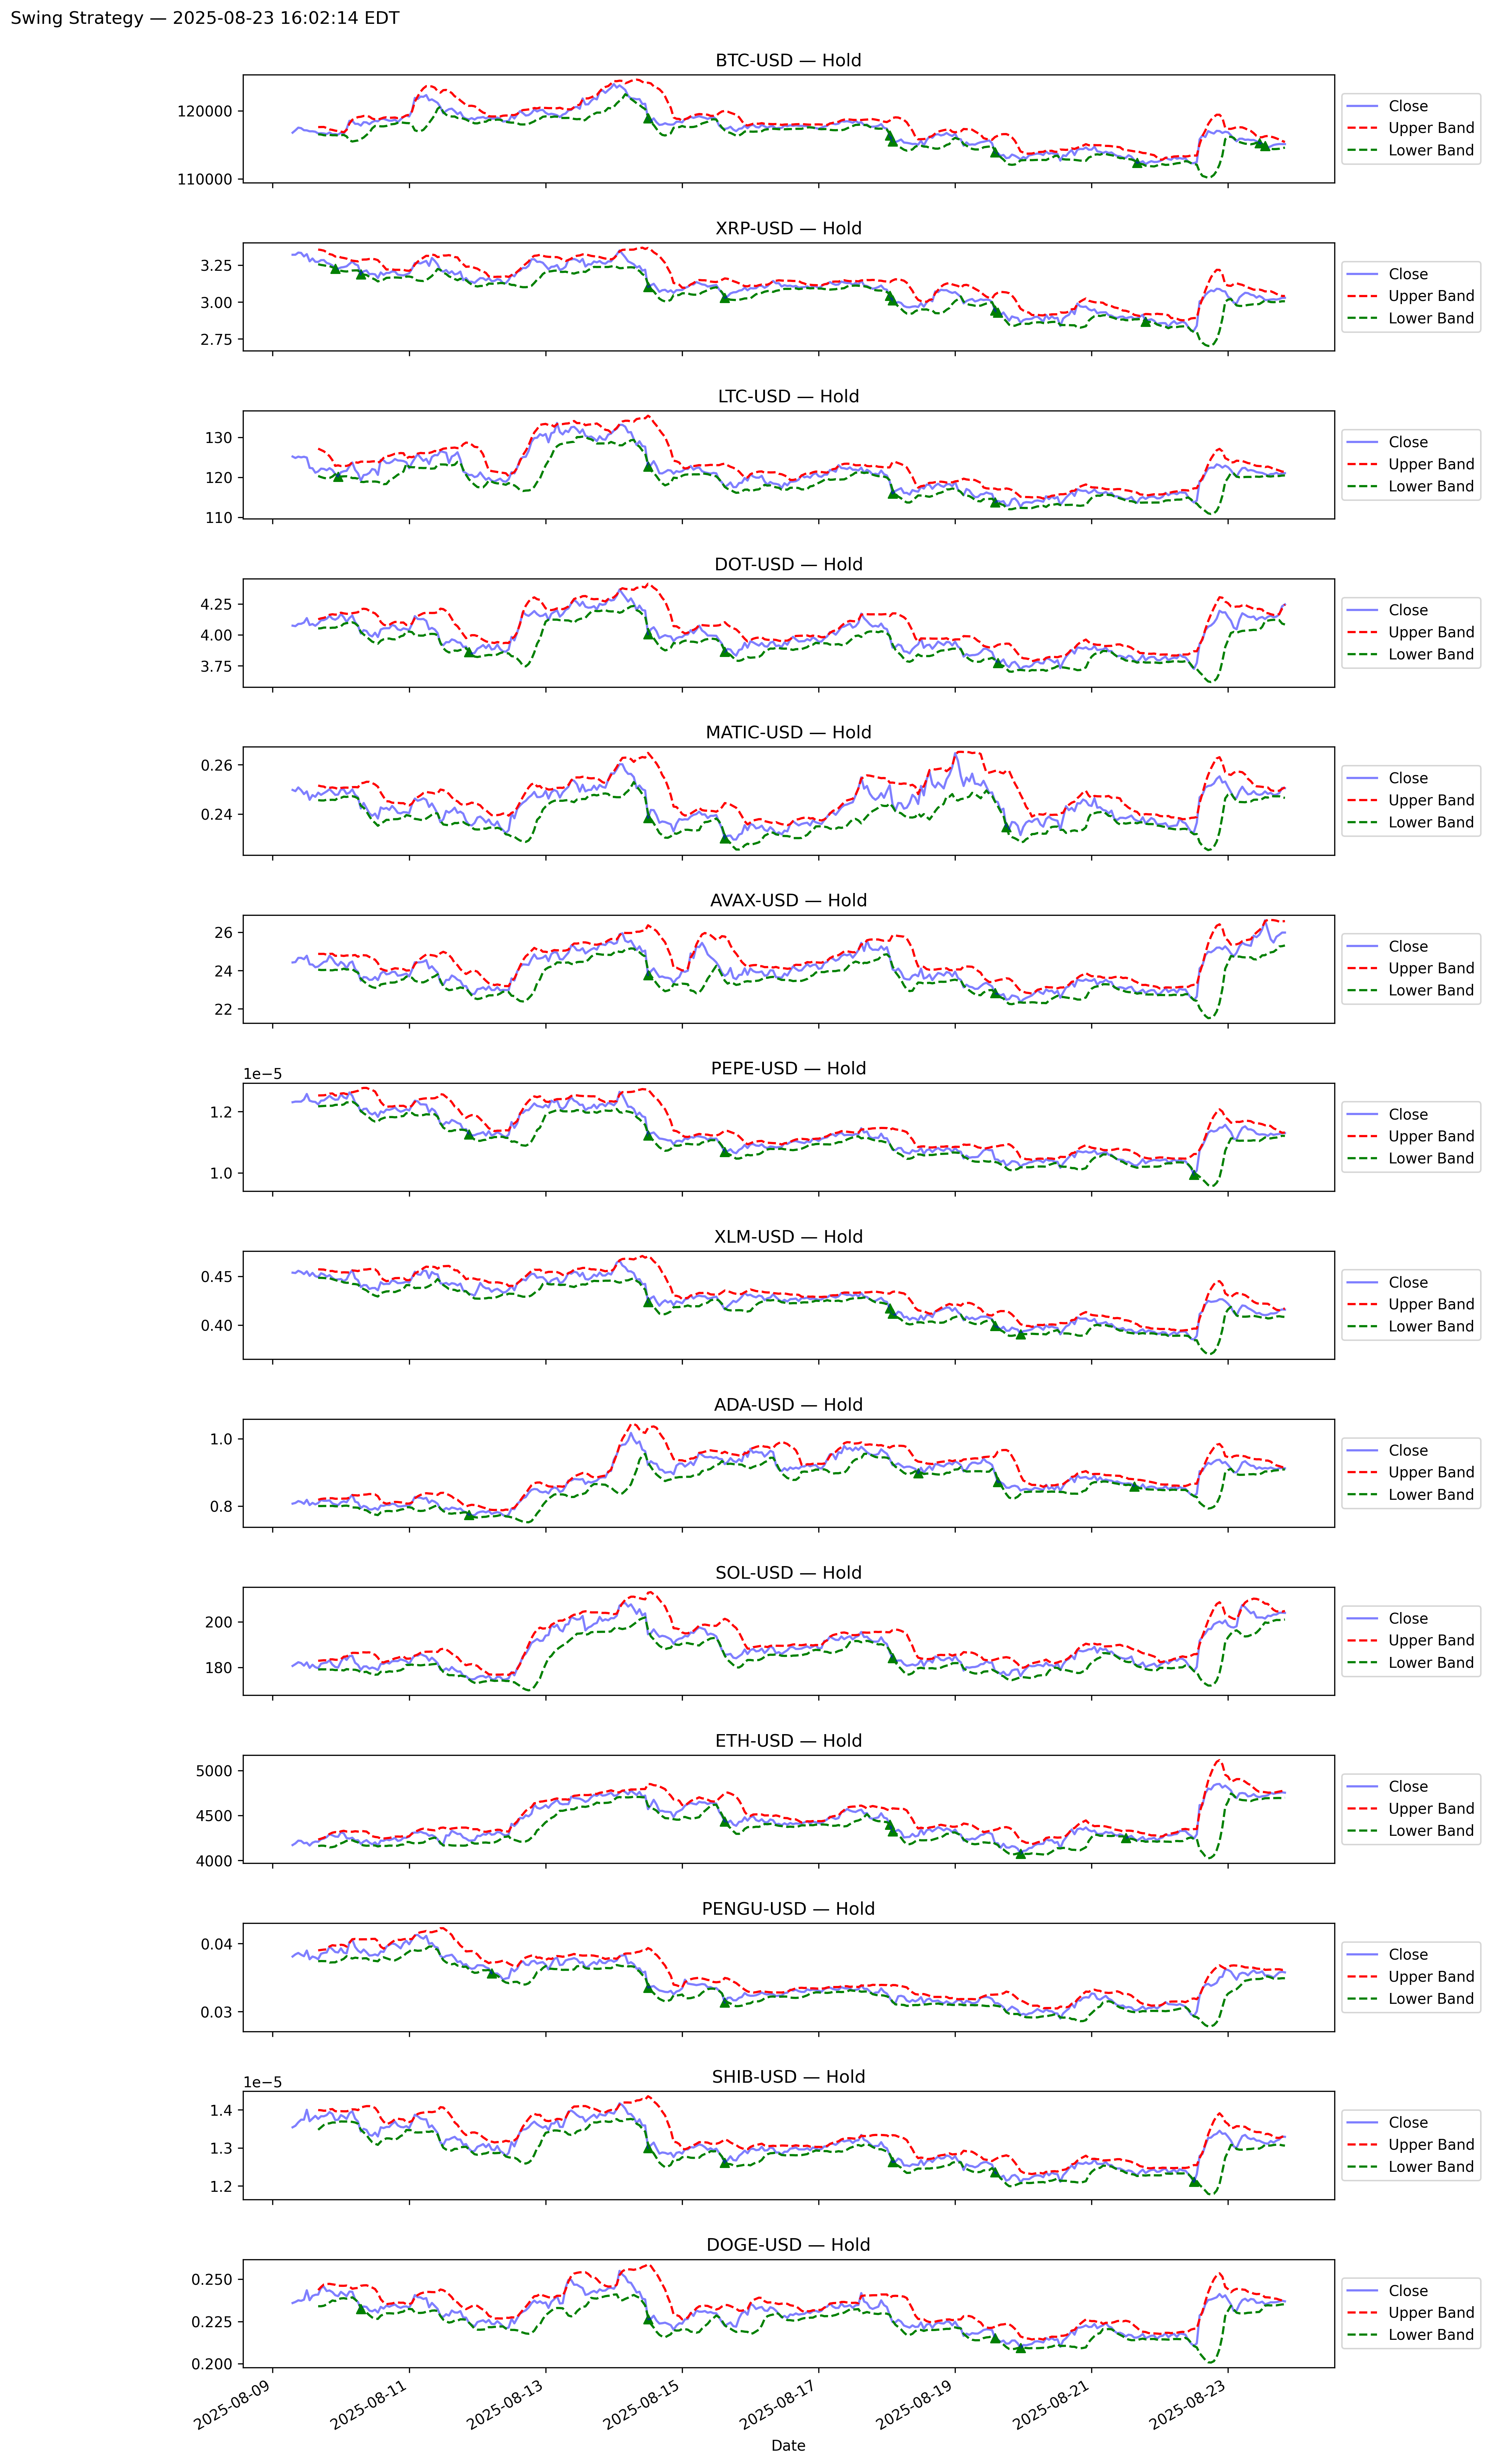 Swing Strategy — 2025-08-23 16:02:14 EDT
BTC-USD — Hold
120000
110000
Close
Upper Band
Lower Band
XRP-USD — Hold
3.25
3.00
2.75
Close
Upper Band
Lower Band
LTC-USD — Hold
130
120
110
Close
Upper Band
Lower Band
DOT-USD — Hold
4.25
4.00
3.75
Close
Upper Band
Lower Band
MATIC-USD — Hold
0.26
0.24
Close
Upper Band
Lower Band
AVAX-USD — Hold
26
24
22
Close
Upper Band
Lower Band
PEPE-USD — Hold
1e−5
1.2
1.0
Close
Upper Band
Lower Band
XLM-USD — Hold
0.45
0.40
Close
Upper Band
Lower Band
ADA-USD — Hold
1.0
0.8
Close
Upper Band
Lower Band
SOL-USD — Hold
200
180
Close
Upper Band
Lower Band
ETH-USD — Hold
5000
4500
4000
Close
Upper Band
Lower Band
PENGU-USD — Hold
0.04
0.03
Close
Upper Band
Lower Band
SHIB-USD — Hold
1e−5
1.4
1.3
1.2
Close
Upper Band
Lower Band
DOGE-USD — Hold
0.250
0.225
0.200
Close
Upper Band
Lower Band
2025-08-09
2025-08-11
2025-08-13
2025-08-15
2025-08-17
2025-08-19
2025-08-21
2025-08-23
Date